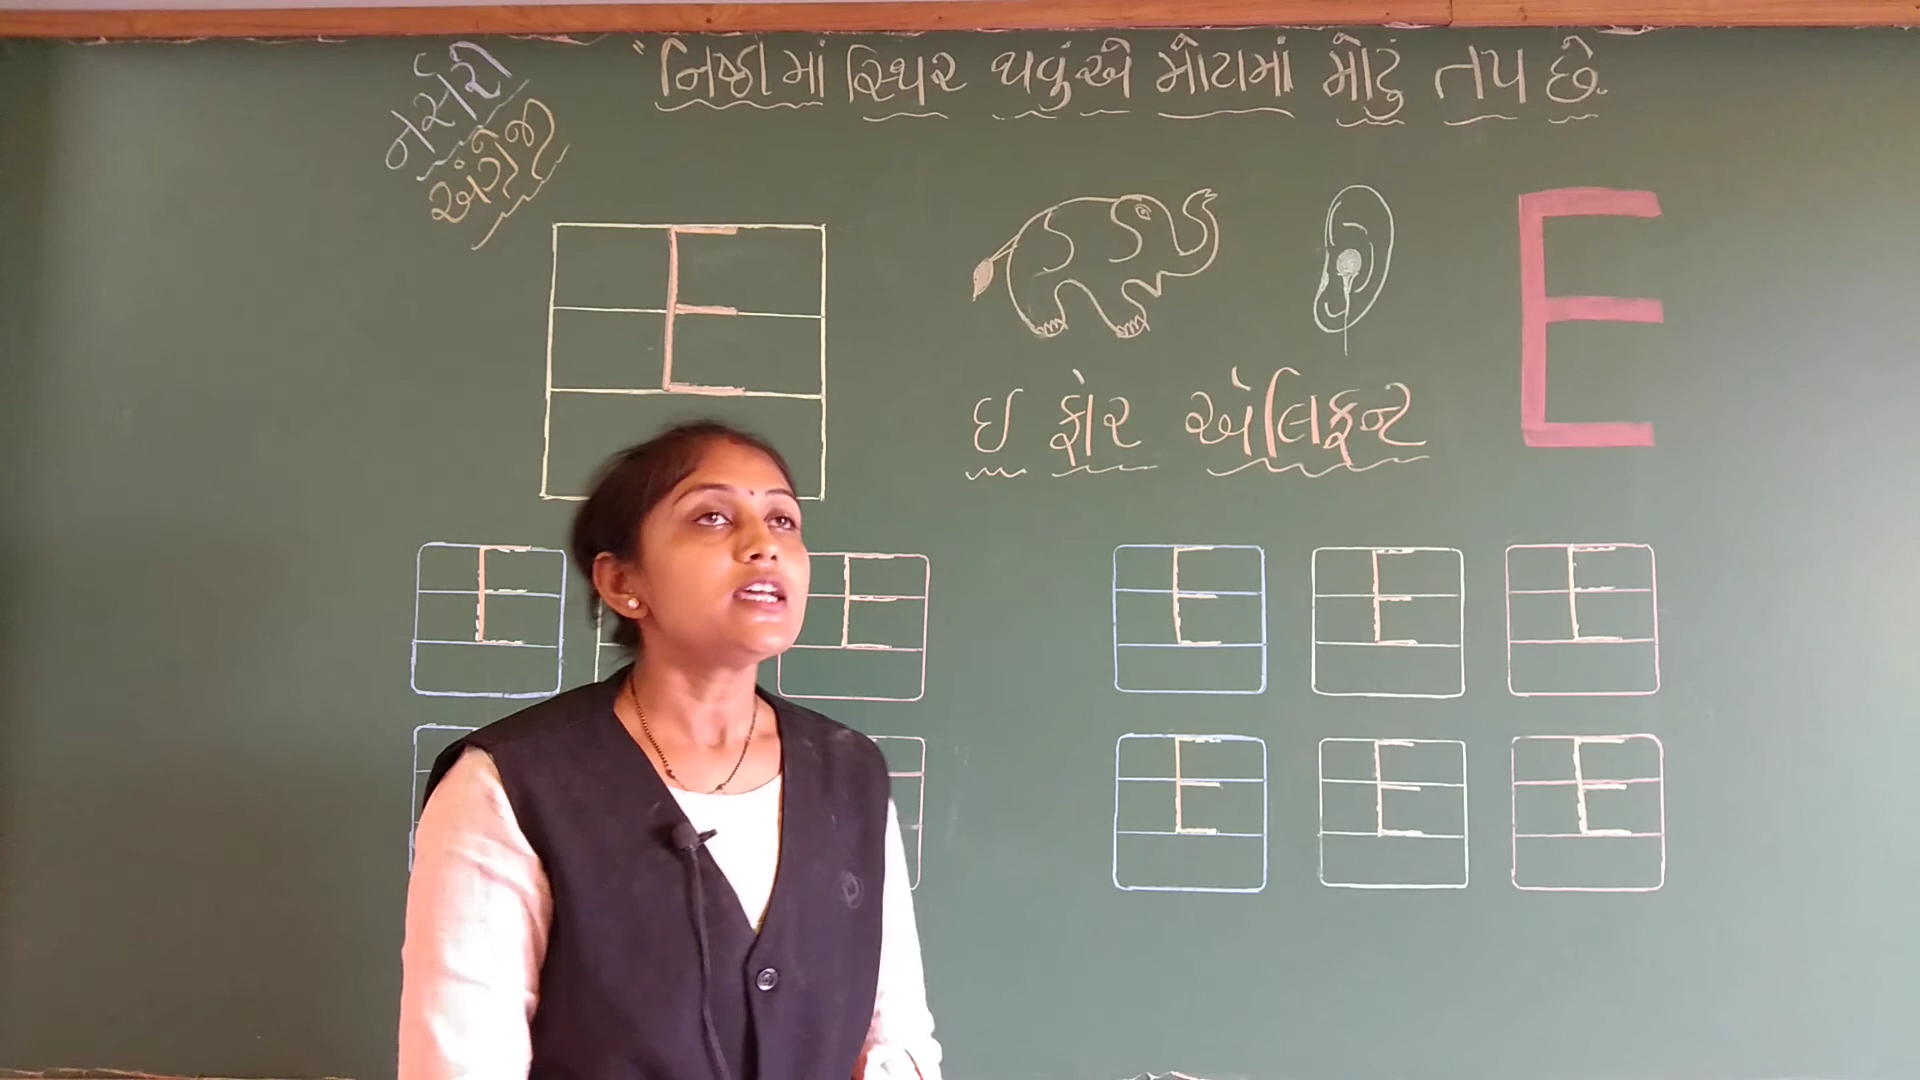 નર્સરી
અંગ્રેજી
"નિષ્ઠામાં સ્થિર થવું એ મોટામાં મોટું તપ છે.
E
E
ઇ ફોર એલિફન્ટ
E E E E E
E E E